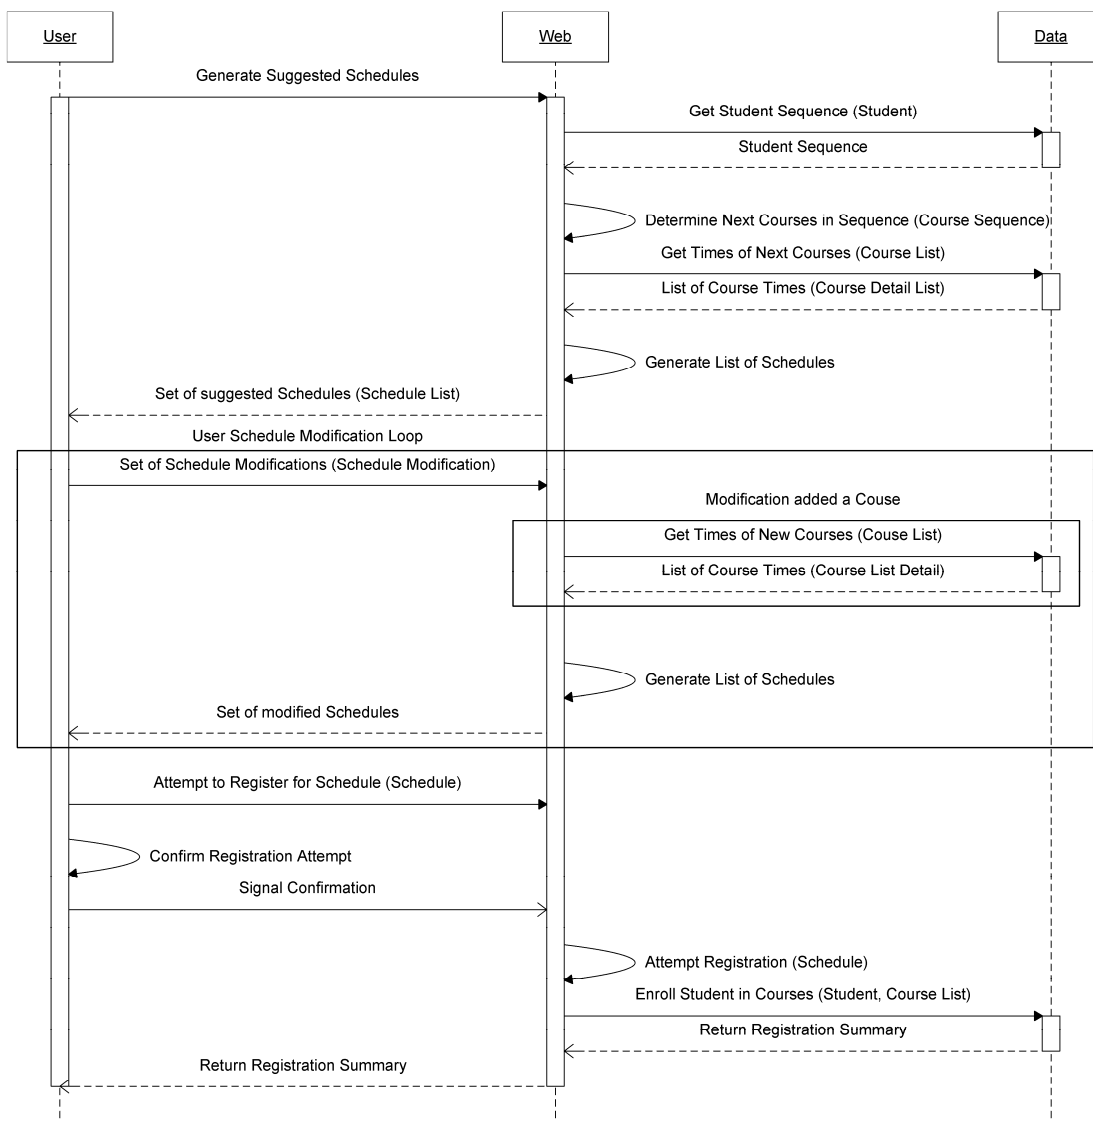 User
Web
Data
Generate Suggested Schedules
Get Student Sequence (Student)
Student Sequence
Determine Next Courses in Sequence (Course Sequence)
Get Times of Next Courses (Course List)
List of Course Times (Course Detail List)
Generate List of Schedules
Set of suggested Schedules (Schedule List)
User Schedule Modification Loop
Set of Schedule Modifications (Schedule Modification)
Modification added a Couse
Get Times of New Courses (Couse List)
List of Course Times (Course List Detail)
Generate List of Schedules
Set of modified Schedules
Attempt to Register for Schedule (Schedule)
Confirm Registration Attempt
Signal Confirmation
Attempt Registration (Schedule)
Enroll Student in Courses (Student, Course List)
Return Registration Summary
Return Registration Summary